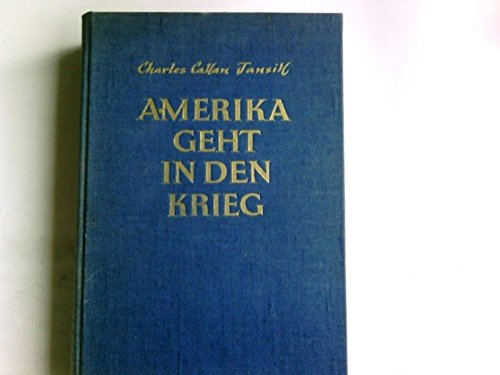 Charles Callan Tansill
AMERIKA
GEHT
IN DEN
KRIEG